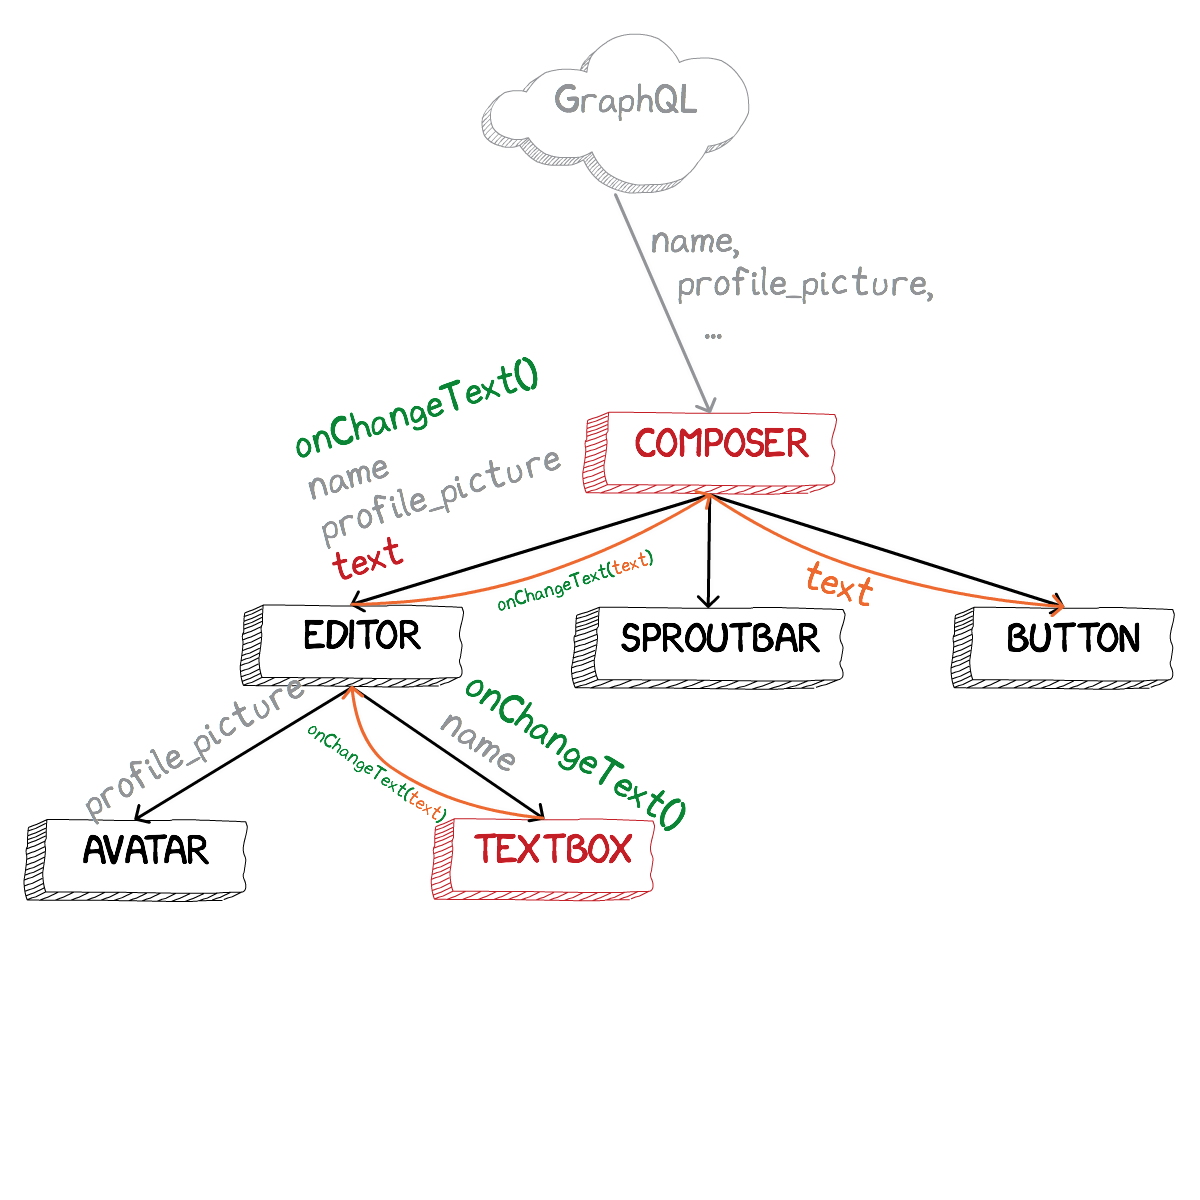 GraphQL
name,
profile_picture,
...
onChangeText()
name
profile_picture
text
COMPOSER
onChangeText(text)
text
EDITOR
SPROUTBAR
BUTTON
profile_picture
onChangeText(text)
name
onChangeText()
AVATAR
TEXTBOX